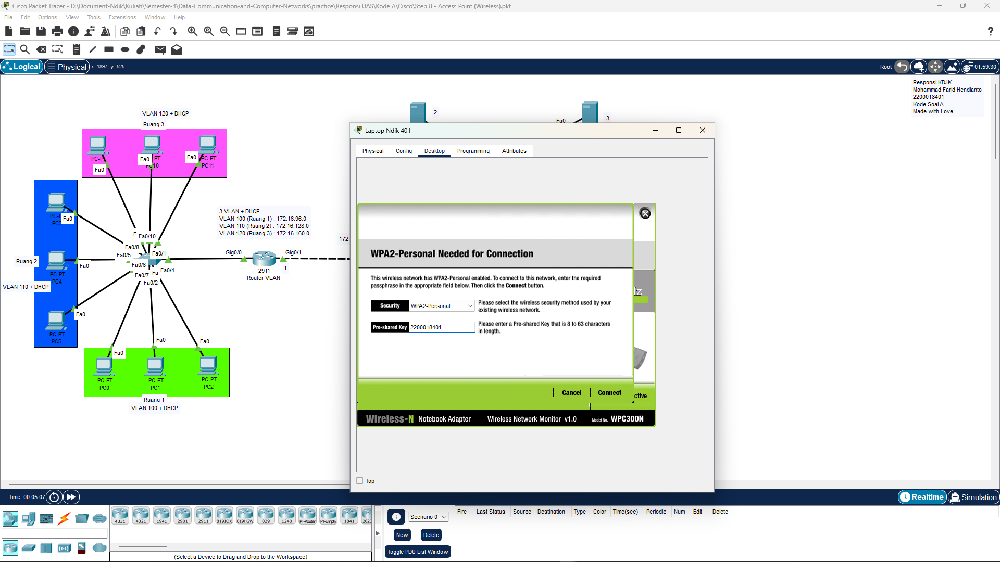 Cisco Packet Tracer - D:\Document-Ndik\Kuliah\Semester-4\Data-Communication-and-Computer-Networks\practice\Responsi UAS\Kode A\Cisco\Step 8 - Access Point (Wireless).pkt
File Edit Options View Tools Extensions Window Help
Logical Physical x: 1897, y: 525 Root 01:59:30
Responsi KDJK
Mohammad Farid Hendianto
2200018401
Kode Soal A
Made with Love
VLAN 120 + DHCP
Ruang 3
PC-PT
Fa0
Fa0
-PT
PC10
Fa0
PC-PT
PC11
2
3
Fa0
Fa0
Ruang 2
PC-PT
PC4
Fa0
VLAN 110 + DHCP
PC-PT
PC5
Fa0
3 VLAN + DHCP
VLAN 100 (Ruang 1) : 172.16.96.0
VLAN 110 (Ruang 2) : 172.16.128.0
VLAN 120 (Ruang 3) : 172.16.160.0
172.
F Fa0/10
Fa0/8
Fa0/5
Fa0/1
Fa0/6
Fa0/7
Fa
Fa0/4
Fa0/2
Gig0/0
Gig0/1
2911
Router VLAN
1
Fa0
Fa0
Fa0
PC-PT
PC0
PC-PT
PC1
PC-PT
PC2
Ruang 1
VLAN 100 + DHCP
Laptop Ndik 401
Physical Config Desktop Programming Attributes
WPA2-Personal Needed for Connection
This wireless network has WPA2-Personal enabled. To connect to this network, enter the required
passphrase in the appropriate field below. Then click the Connect button.
Security WPA2-Personal
Please select the wireless security method used by your
existing wireless network.
Pre-shared Key 2200018401
Please enter a Pre-shared Key that is 8 to 63 characters
in length.
Cancel Connect
ctive
Wireless-N Notebook Adapter Wireless Network Monitor v1.0 Model No. WPC300N
Top
Time: 00:05:07 Realtime Simulation
4331 4321 1941 2901 2911 819IOX 819HGW 829 1240 PT-Router PT-Empty 1841 2620
(Select a Device to Drag and Drop to the Workspace)
Scenario 0
New Delete
Toggle PDU List Window
Fire Last Status Source Destination Type Color Time(sec) Periodic Num Edit Delete